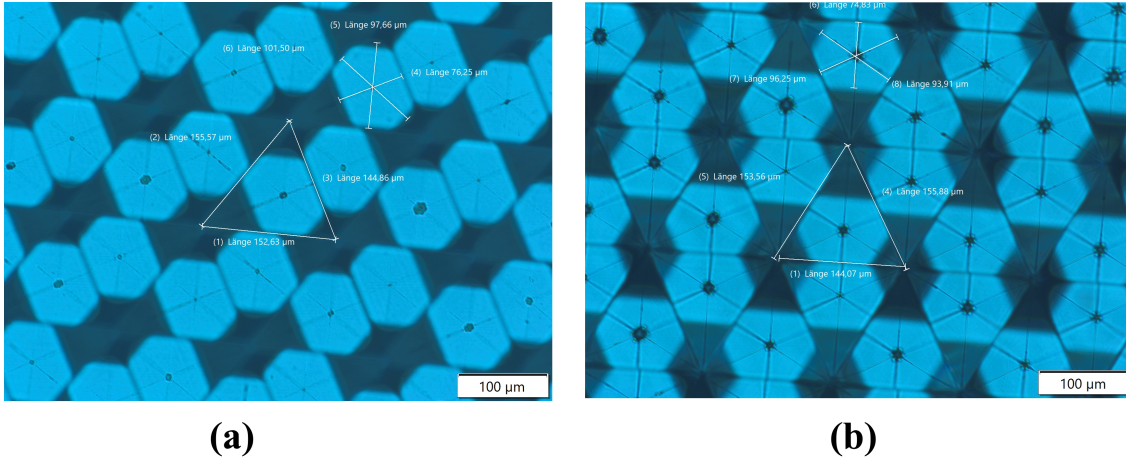 (5) Länge 97,66 µm
(6) Länge 101,50 µm
(4) Länge 76,25 µm
(2) Länge 155,57
(3) Länge 144,86 µm
(1) Länge 152,63 µm
100 µm
(a)
(6) Länge 74,83 µm
(7) Länge 96,25 µm
(8) Länge 93,91 µm
(5) Länge 153,56 µm
(4) Länge 155,88 µm
(1) Länge 144,07 µm
100 µm
(b)